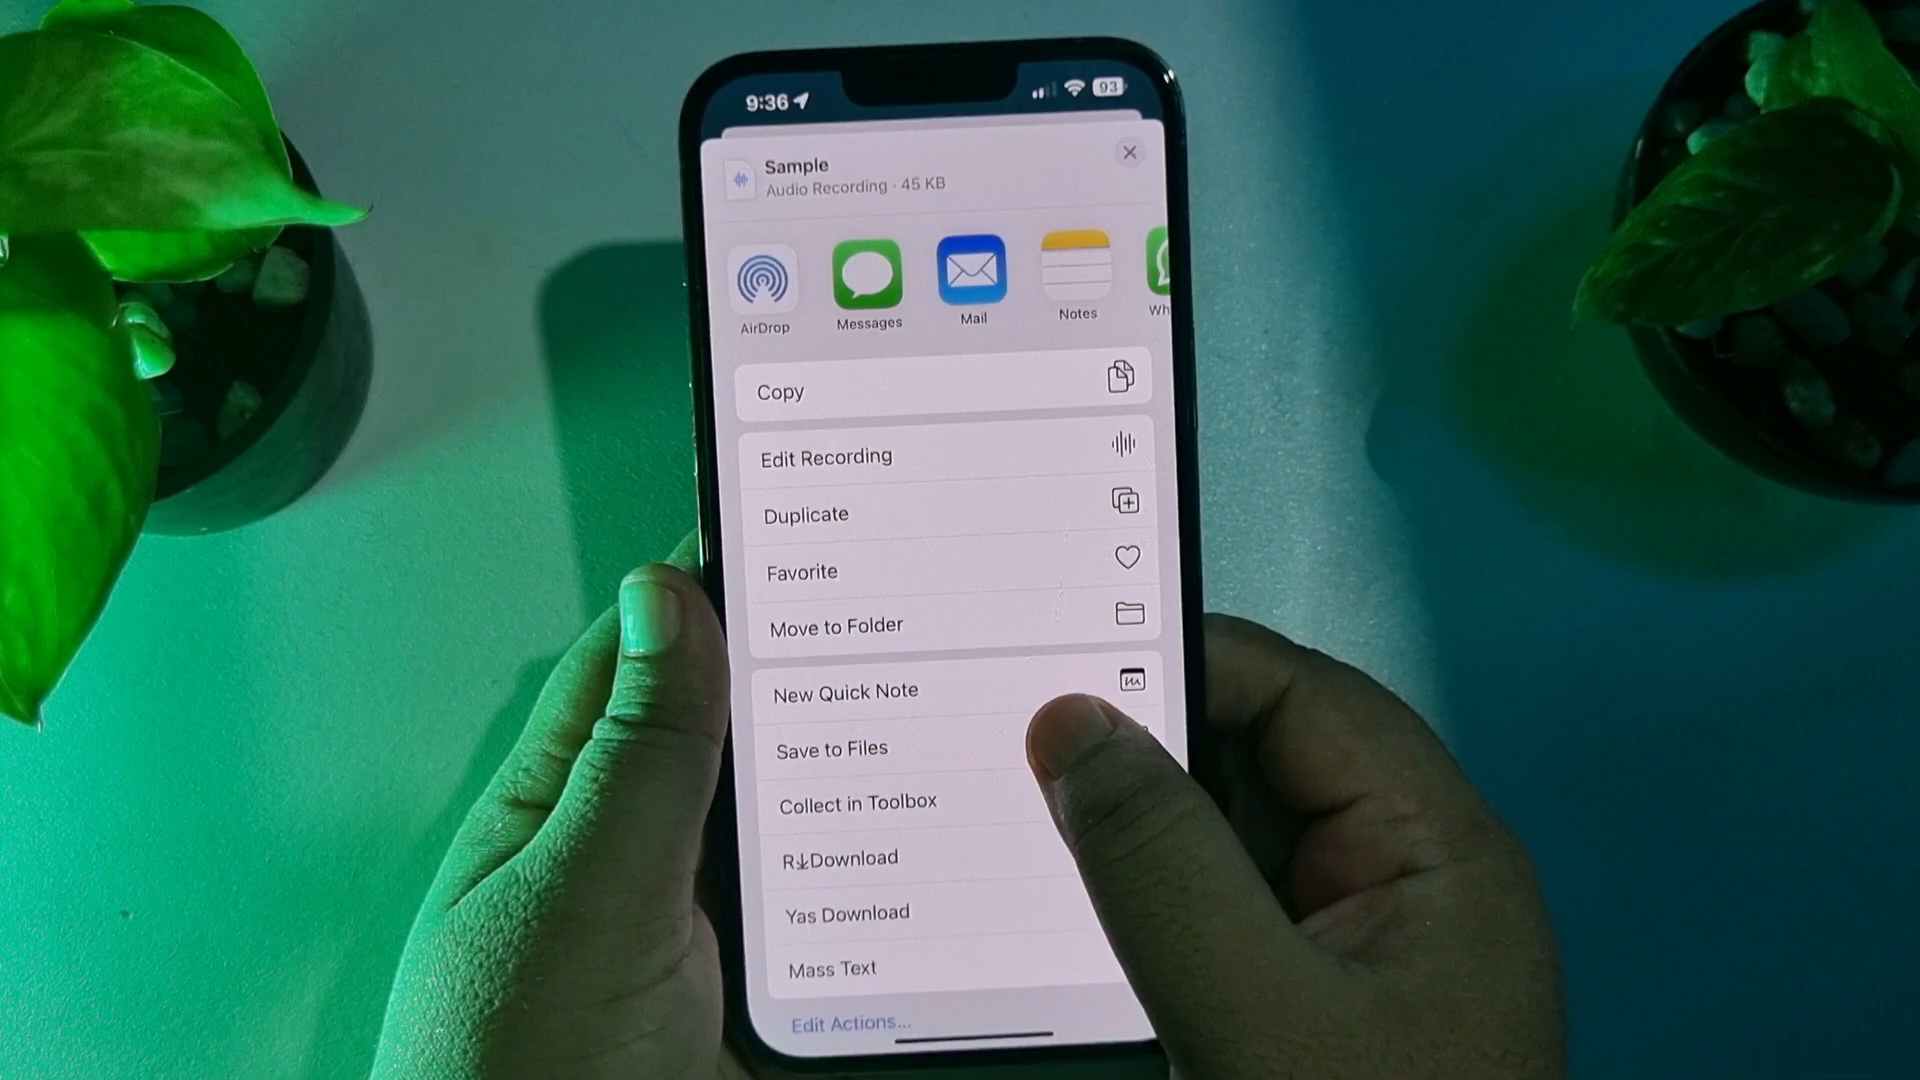 9:36
93
Sample
Audio Recording · 45 KB
AirDrop
Messages
Mail
Notes
Wh
Copy
Edit Recording
Duplicate
Favorite
Move to Folder
New Quick Note
Save to Files
Collect in Toolbox
R↓Download
Yas Download
Mass Text
Edit Actions...